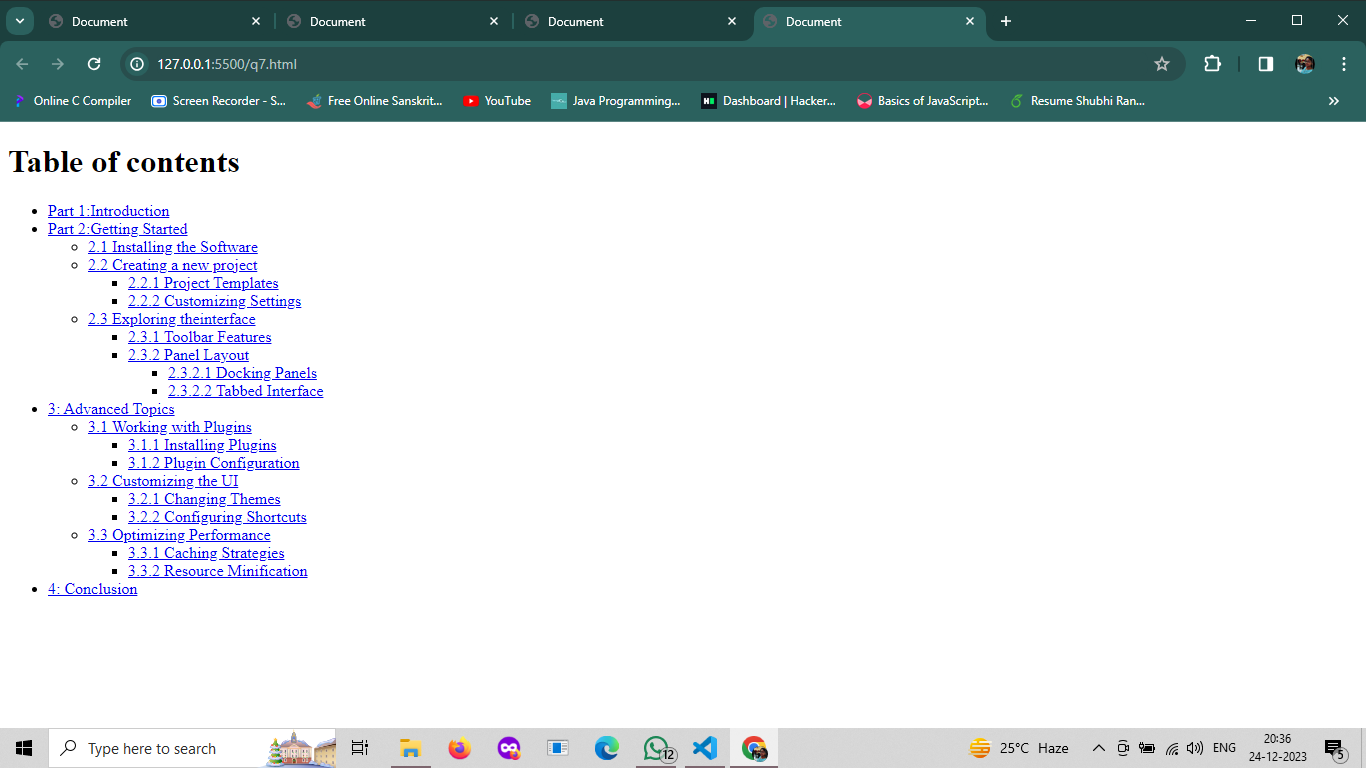 Document
Document
Document
Document
127.0.0.1:5500/q7.html
Online C Compiler
Screen Recorder - S...
Free Online Sanskrit...
YouTube
Java Programming...
Dashboard | Hacker...
Basics of JavaScript...
Resume Shubhi Ran...
Table of contents
Part 1:Introduction
Part 2:Getting Started
2.1 Installing the Software
2.2 Creating a new project
2.2.1 Project Templates
2.2.2 Customizing Settings
2.3 Exploring theinterface
2.3.1 Toolbar Features
2.3.2 Panel Layout
2.3.2.1 Docking Panels
2.3.2.2 Tabbed Interface
3: Advanced Topics
3.1 Working with Plugins
3.1.1 Installing Plugins
3.1.2 Plugin Configuration
3.2 Customizing the UI
3.2.1 Changing Themes
3.2.2 Configuring Shortcuts
3.3 Optimizing Performance
3.3.1 Caching Strategies
3.3.2 Resource Minification
4: Conclusion
Type here to search
12
25°C Haze
ENG
20:36
24-12-2023
5